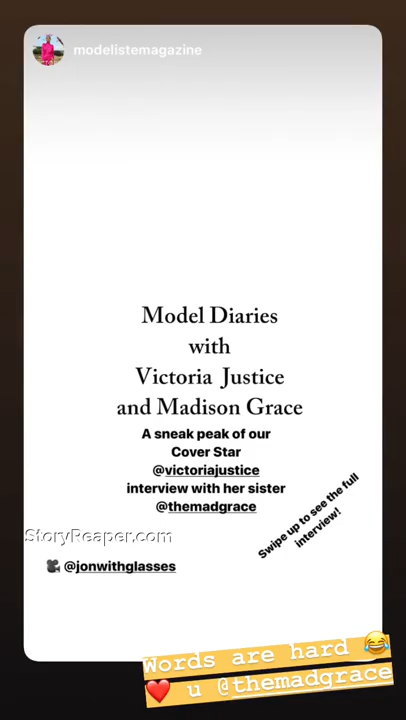 modelistemagazine
Model Diaries
with
Victoria Justice
and Madison Grace
A sneak peak of our
Cover Star
@victoriajustice
interview with her sister
@themadgrace
Swipe up to see the full
interview!
StoryReaper.com
🎥 @jonwithglasses
Words are hard 😂
❤️ u @themadgrace